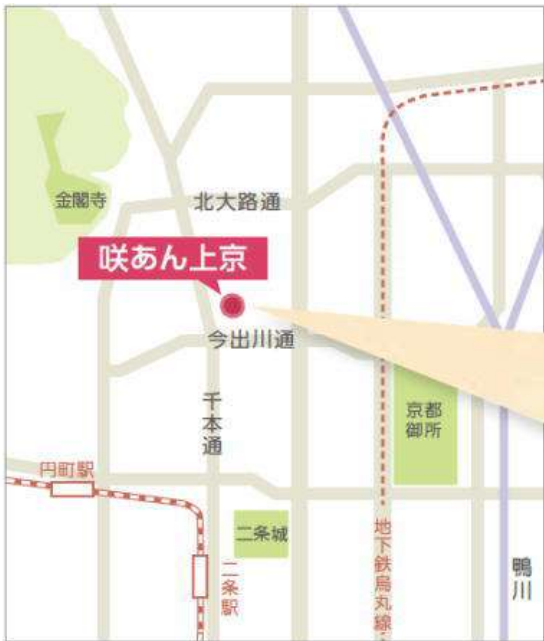 金閣寺
北大路通
咲あん上京
今出川通
千本通
京都
御所
円町駅
二条城
二条駅
地下鉄烏丸線
鴨川